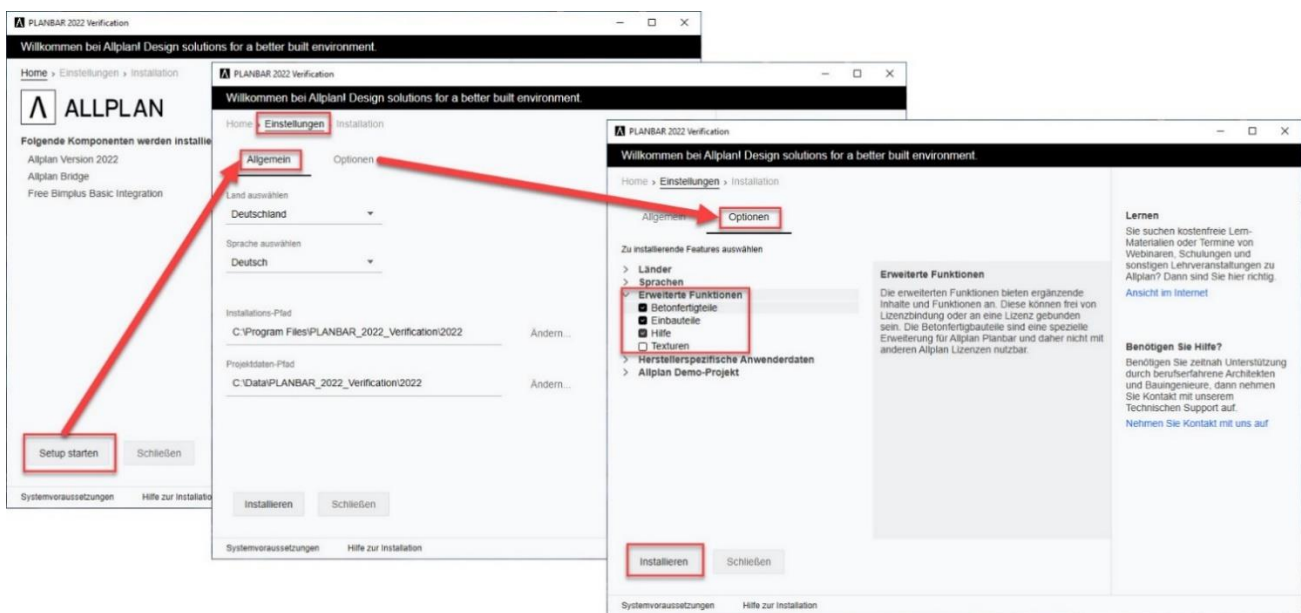 PLANBAR 2022 Verification
Willkommen bei Allplan! Design solutions for a better built environment.
Home > Einstellungen > Installation
ALLPLAN
Folgende Komponenten werden installie
Allplan Version 2022
Allplan Bridge
Free Bimplus Basic Integration
Setup starten
Schließen
Systemvoraussetzungen
Hilfe zur Installatio
PLANBAR 2022 Verification
Willkommen bei Allplan! Design solutions for a better built environment.
Home > Einstellungen > Installation
Allgemein
Optionen
Land auswählen
Deutschland
Sprache auswählen
Deutsch
Installations-Pfad
C:\Program Files\PLANBAR_2022_Verification\2022
Ändern...
Projektdaten-Pfad
C:\Data\PLANBAR_2022_Verification\2022
Ändern...
Installieren
Schließen
Systemvoraussetzungen
Hilfe zur Installation
PLANBAR 2022 Verification
Willkommen bei Allplan! Design solutions for a better built environment.
Home > Einstellungen > Installation
Allgemein
Optionen
Zu installierende Features auswählen
> Länder
> Sprachen
Erweiterte Funktionen
Betonfertigteile
Einbauteile
Hilfe
Texturen
> Herstellerspezifische Anwenderdaten
> Allplan Demo-Projekt
Erweiterte Funktionen
Die erweiterten Funktionen bieten ergänzende
Inhalte und Funktionen an. Diese können frei von
Lizenzbindung oder an eine Lizenz gebunden
sein. Die Betonfertigbauteile sind eine spezielle
Erweiterung für Allplan Planbar und daher nicht mit
anderen Allplan Lizenzen nutzbar.
Lernen
Sie suchen kostenfreie Lern-
Materialien oder Termine von
Webinaren, Schulungen und
sonstigen Lehrveranstaltungen zu
Allplan? Dann sind Sie hier richtig.
Ansicht im Internet
Benötigen Sie Hilfe?
Benötigen Sie zeitnah Unterstützung
durch berufserfahrene Architekten
und Bauingenieure, dann nehmen
Sie Kontakt mit unserem
Technischen Support auf.
Nehmen Sie Kontakt mit uns auf
Installieren
Schließen
Systemvoraussetzungen
Hilfe zur Installation